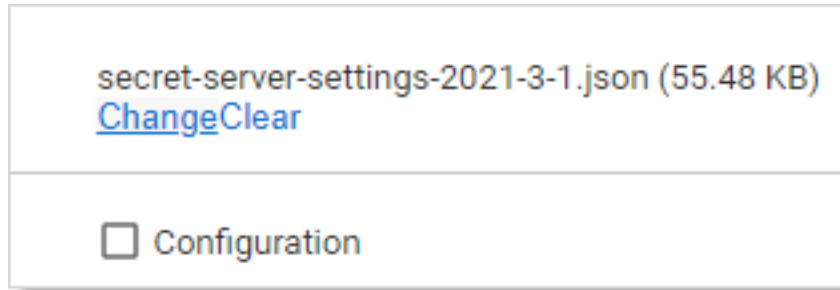 secret-server-settings-2021-3-1.json (55.48 KB)
ChangeClear
Configuration